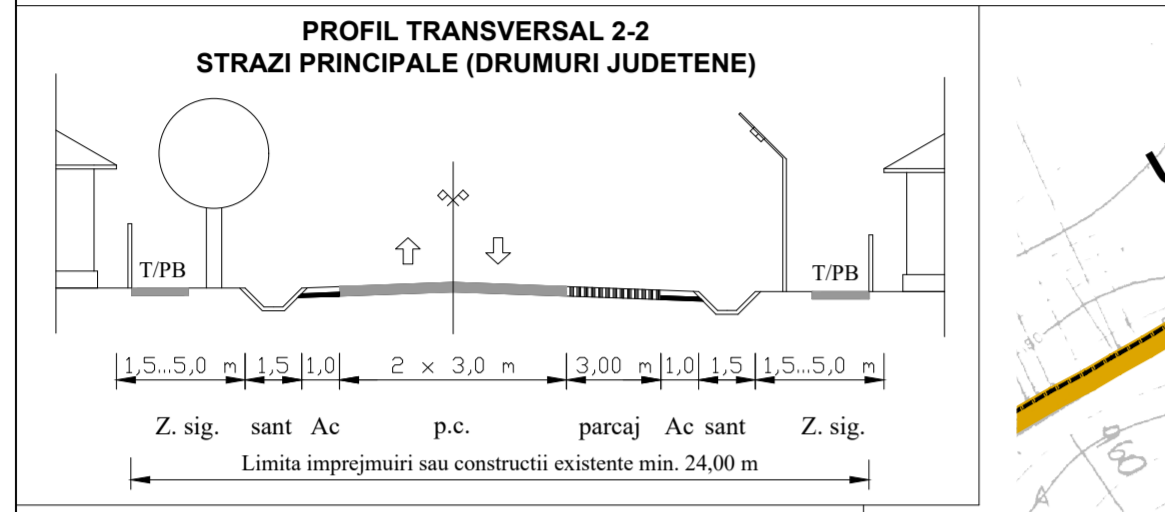 PROFIL TRANSVERSAL 2-2
STRAZI PRINCIPALE (DRUMURI JUDETENE)
T/PB T/PB
1,5...5,0 m 1,5 1,0 2 x 3,0 m 3,00 m 1,0 1,5 1,5...5,0 m
Z. sig. sant Ac p.c. parcaj Ac sant Z. sig.
Limita imprejmuiri sau constructii existente min. 24,00 m